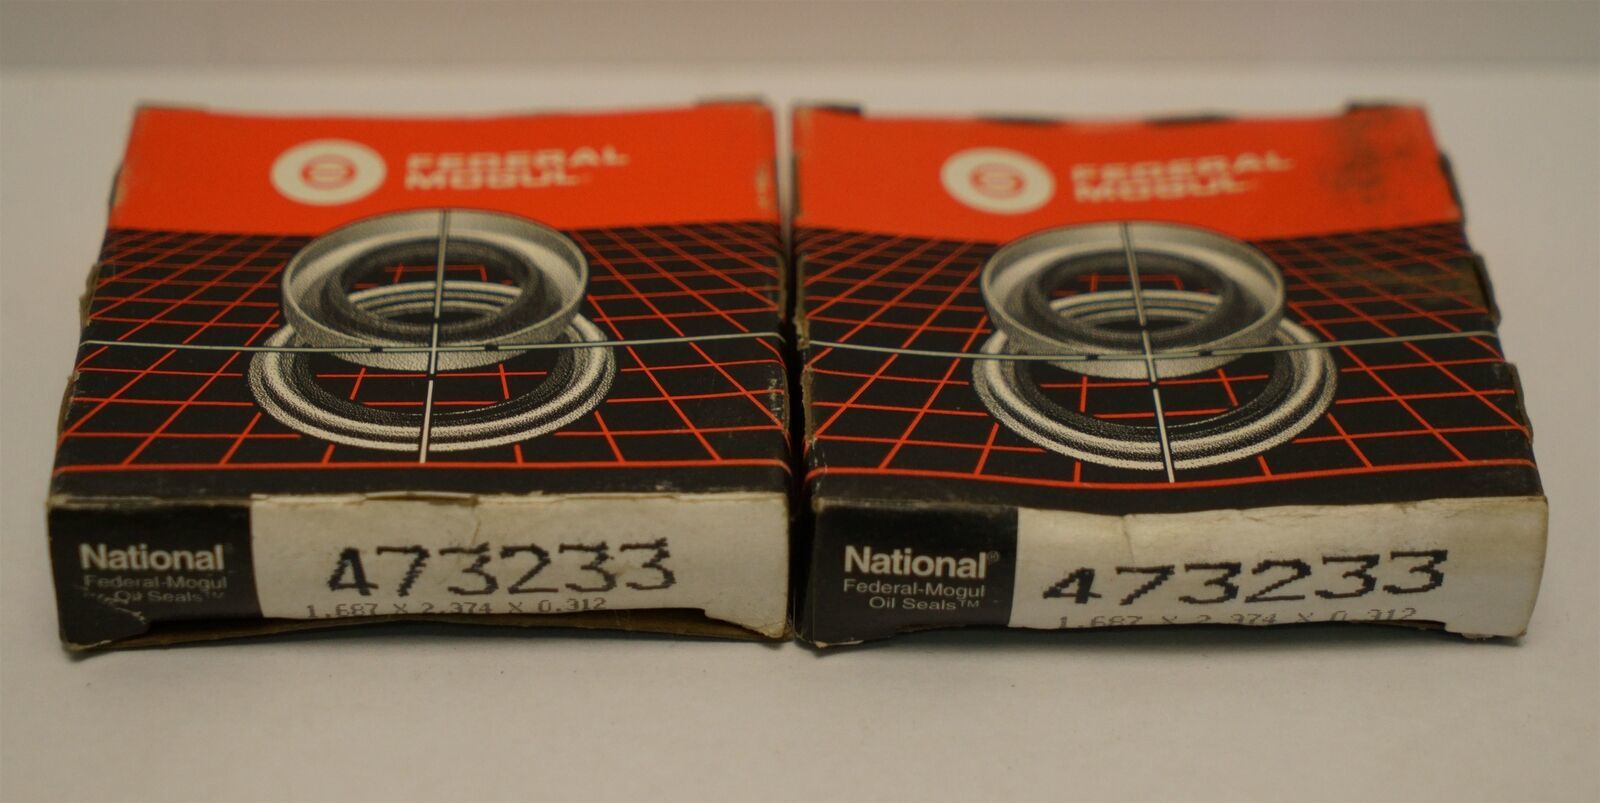 FEDERAL
MOGUL
National
Federal-Mogul
Oil Seals™
473233
1.687 X 2.374 X 0.312
FEDERAL
MOGUL
National®
Federal-Mogul
Oil Seals™
473233
1.687 X 2.374 X 0.312